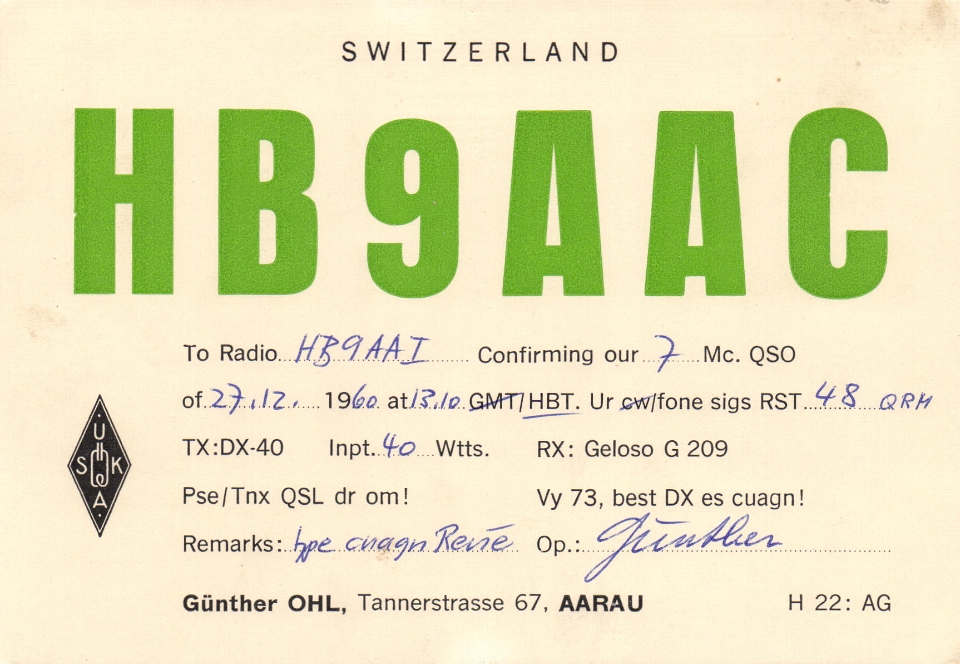 SWITZERLAND
HB9AAC
To Radio HB9AAI Confirming our 7 Mc. QSO
of 27.12. 1960 at 13.10 GMT/HBT. Ur cw/fone sigs RST 48 QRM
TX:DX-40 Inpt. 40 Wtts. RX: Geloso G 209
USKA
Pse/Tnx QSL dr om! Vy 73, best DX es cuagn!
Remarks: hpe cuagn René Op.: Günther
Günther OHL, Tannerstrasse 67, AARAU H 22: AG